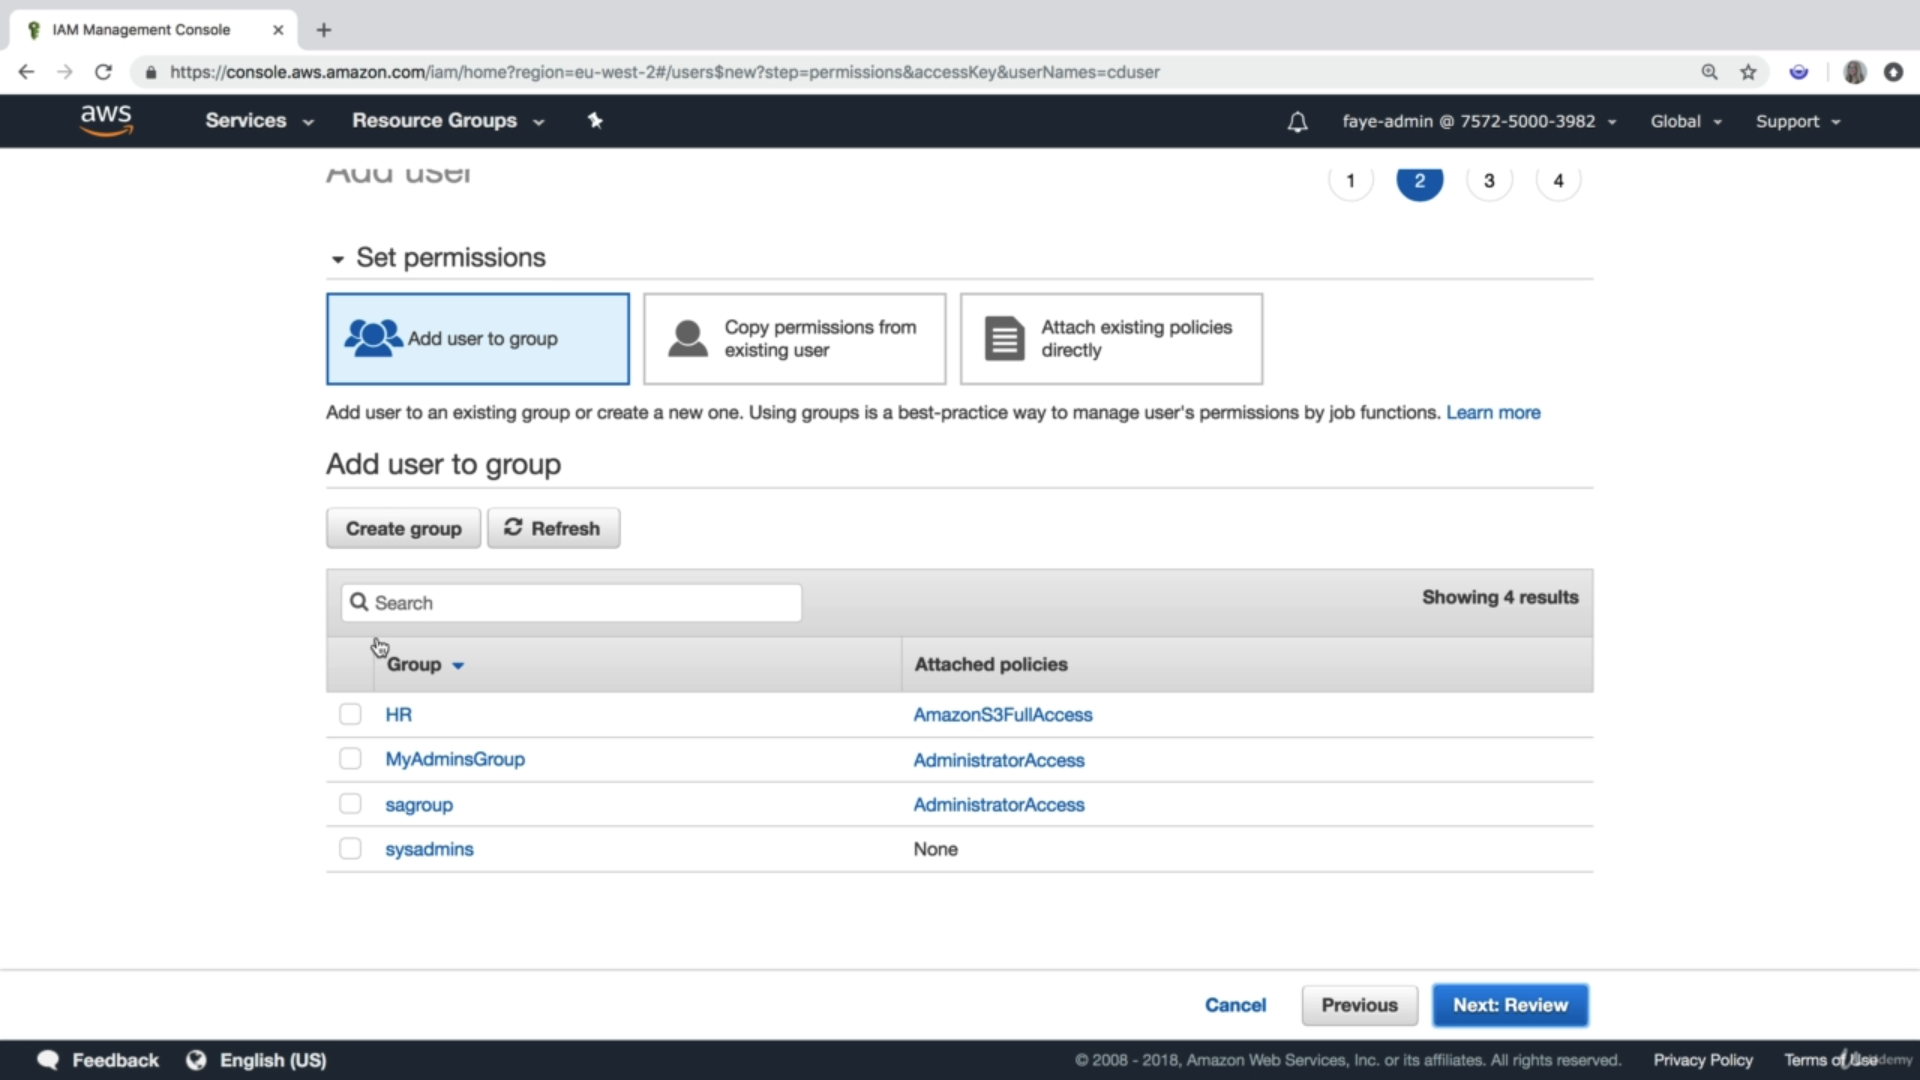 IAM Management Console
https://console.aws.amazon.com/iam/home?region=eu-west-2#/users$new?step=permissions&accessKey&userNames=cduser
aws Services Resource Groups faye-admin @ 7572-5000-3982 Global Support
Add user 1 2 3 4
Set permissions
Add user to group
Copy permissions from
existing user
Attach existing policies
directly
Add user to an existing group or create a new one. Using groups is a best-practice way to manage user's permissions by job functions. Learn more
Add user to group
Create group Refresh
Search Showing 4 results
Group Attached policies
HR AmazonS3FullAccess
MyAdminsGroup AdministratorAccess
sagroup AdministratorAccess
sysadmins None
Cancel Previous Next: Review
Feedback English (US) © 2008 - 2018, Amazon Web Services, Inc. or its affiliates. All rights reserved. Privacy Policy Terms of Use